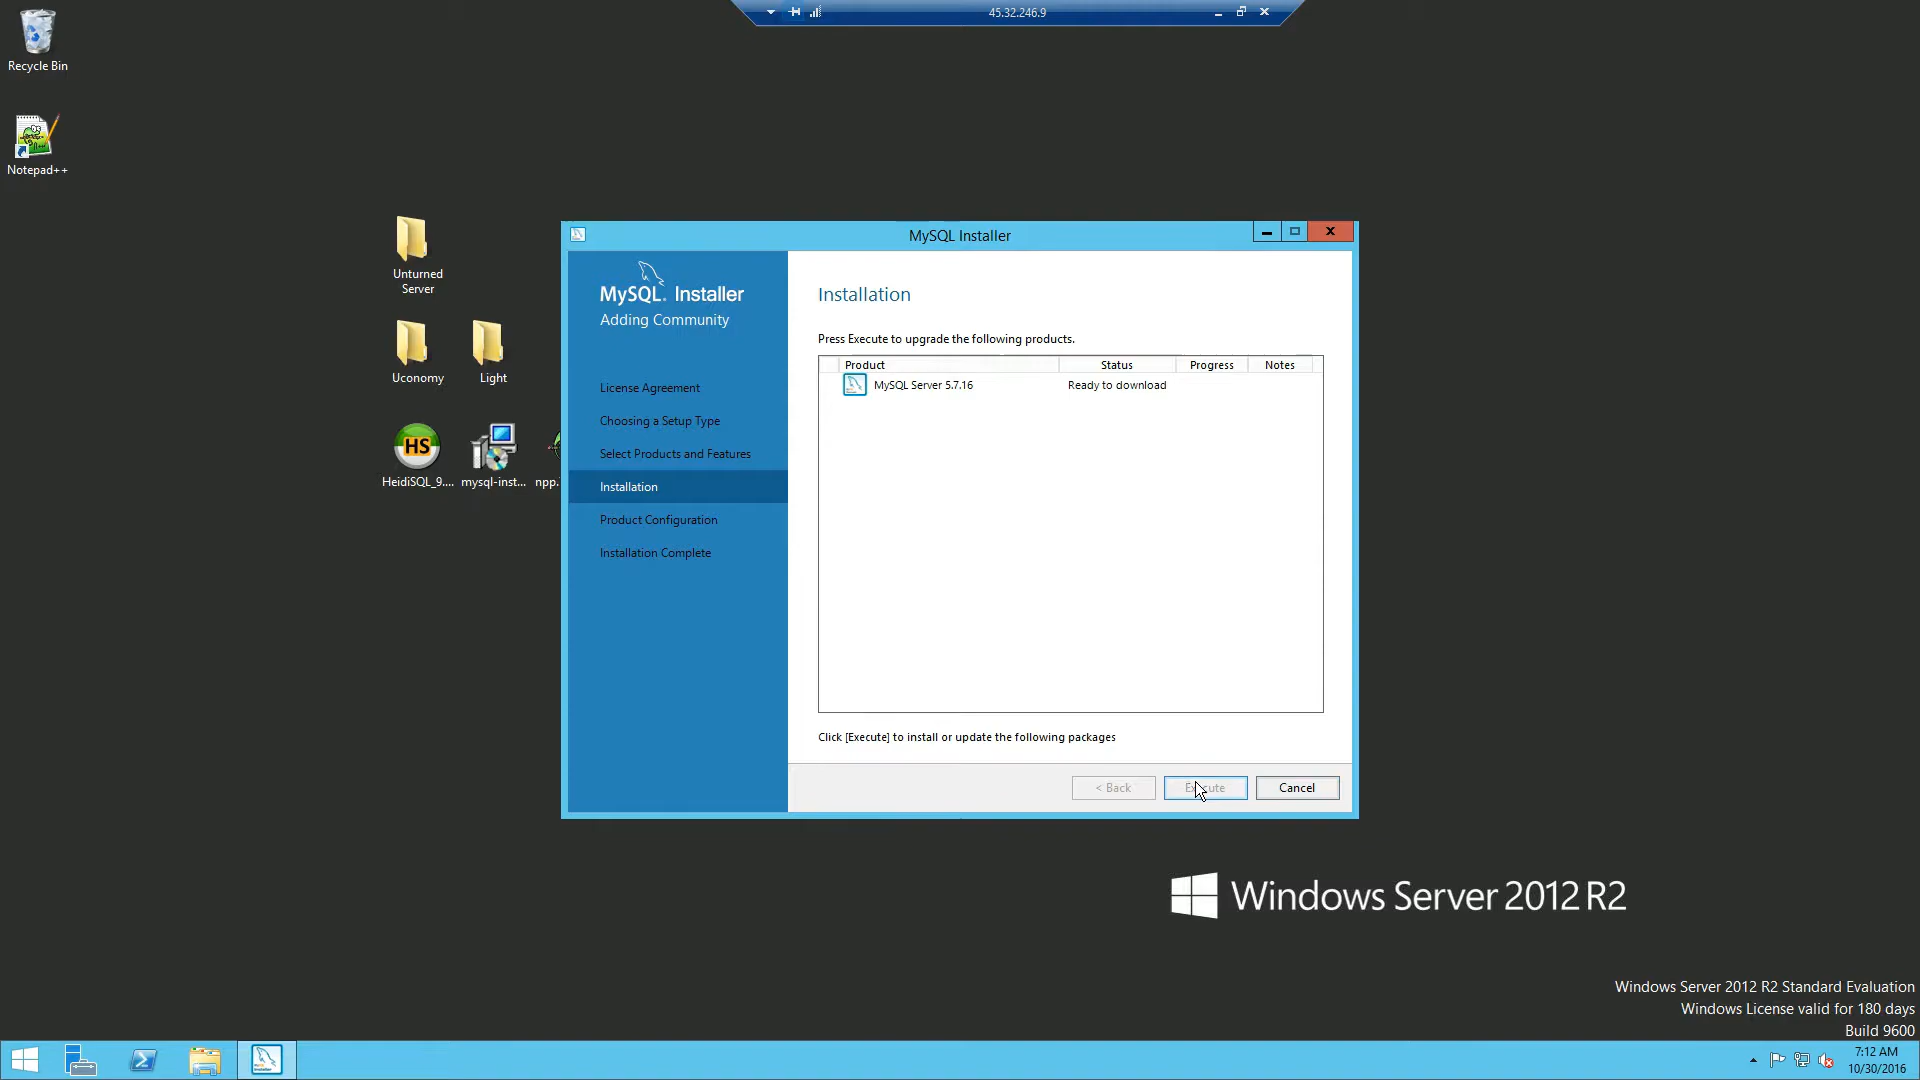 45.32.246.9
Recycle Bin
Notepad++
Unturned
Server
Uconomy
Light
HS
HeidiSQL_9....
mysql-inst...
npp.
MySQL Installer
MySQL. Installer
Adding Community
License Agreement
Choosing a Setup Type
Select Products and Features
Installation
Product Configuration
Installation Complete
Installation
Press Execute to upgrade the following products.
Product Status Progress Notes
MySQL Server 5.7.16 Ready to download
Click [Execute] to install or update the following packages
< Back
Cancel
Windows Server 2012 R2
Windows Server 2012 R2 Standard Evaluation
Windows License valid for 180 days
Build 9600
7:12 AM
10/30/2016